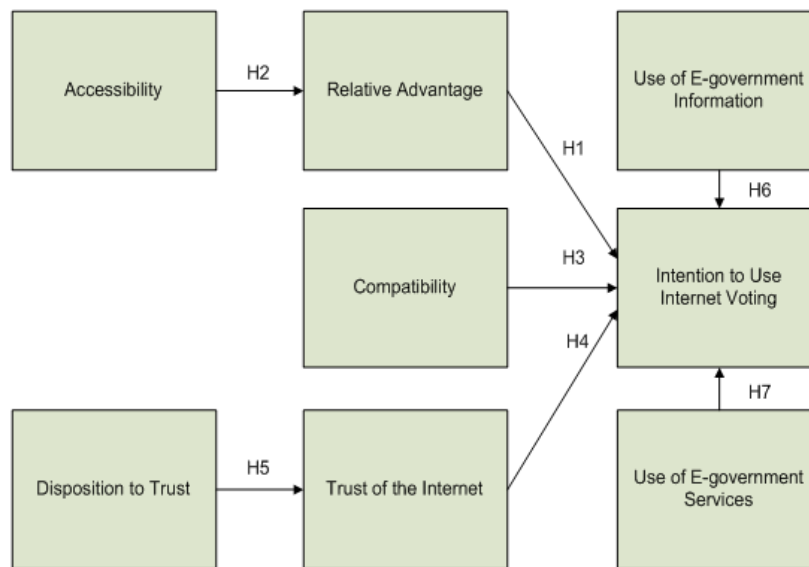 Accessibility
H2
Relative Advantage
Use of E-government
Information
H1
H6
Compatibility
H3
Intention to Use
Internet Voting
H4
H7
Disposition to Trust
H5
Trust of the Internet
Use of E-government
Services